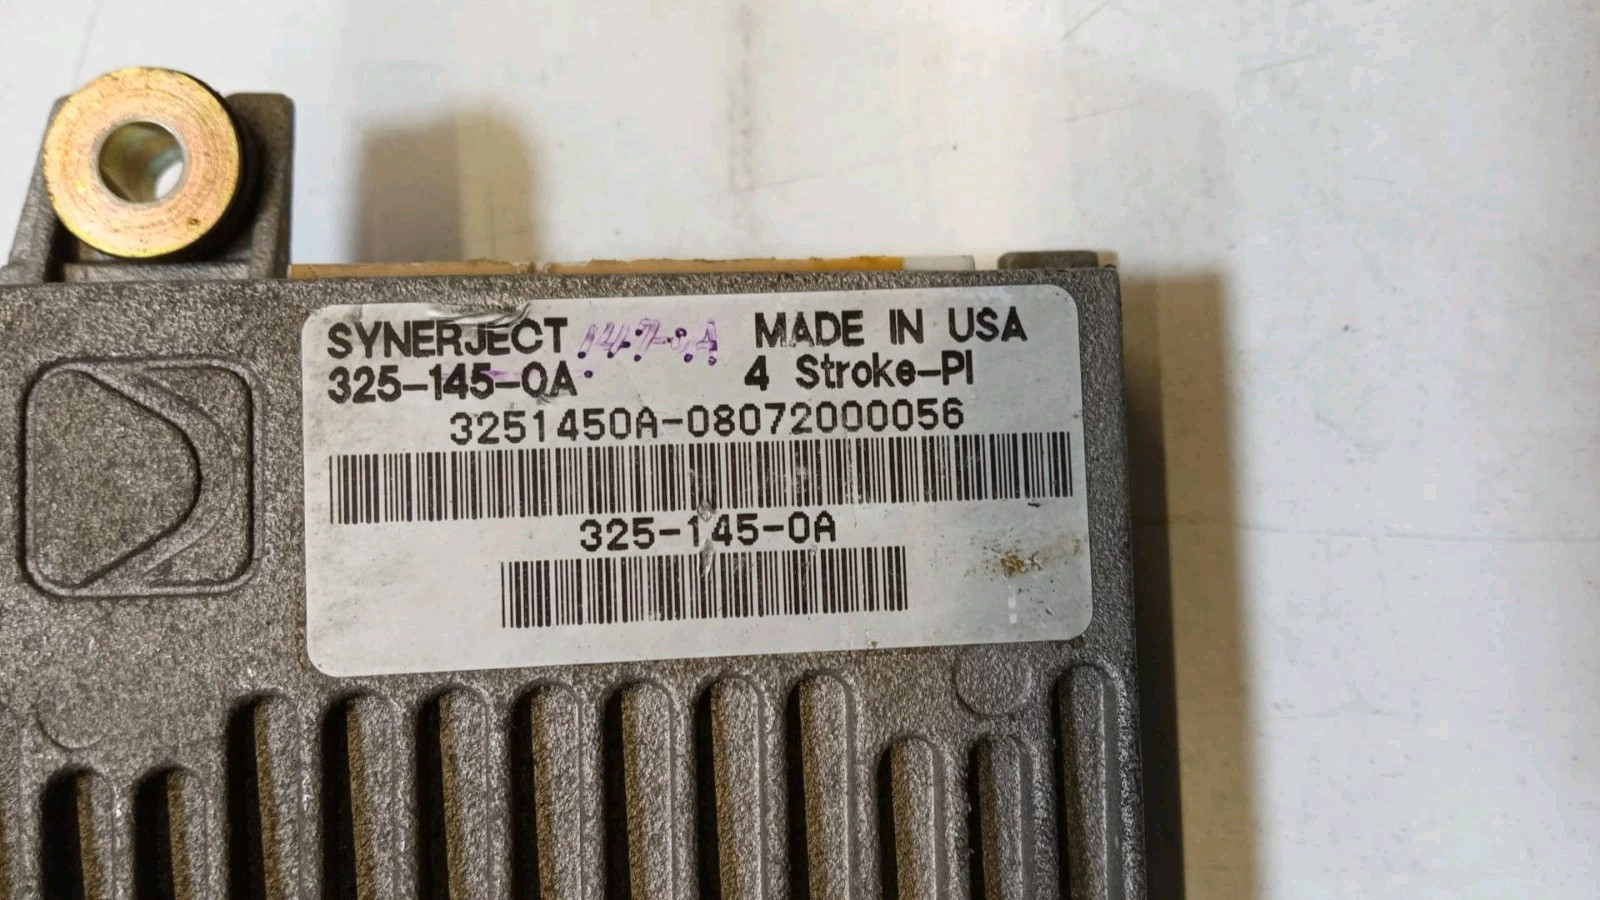 SYNERJECT MADE IN USA
325-145-0A 4 Stroke-PI
3251450A-08072000056
325-145-0A